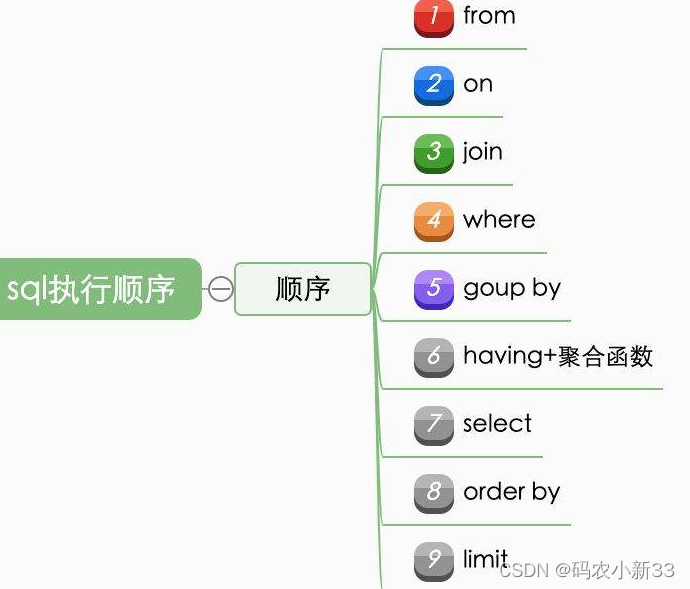 1 from
2 on
3 join
4 where
sql执行顺序
顺序
5 goup by
6 having+聚合函数
7 select
8 order by
9 limit
CSDN @码农小新33